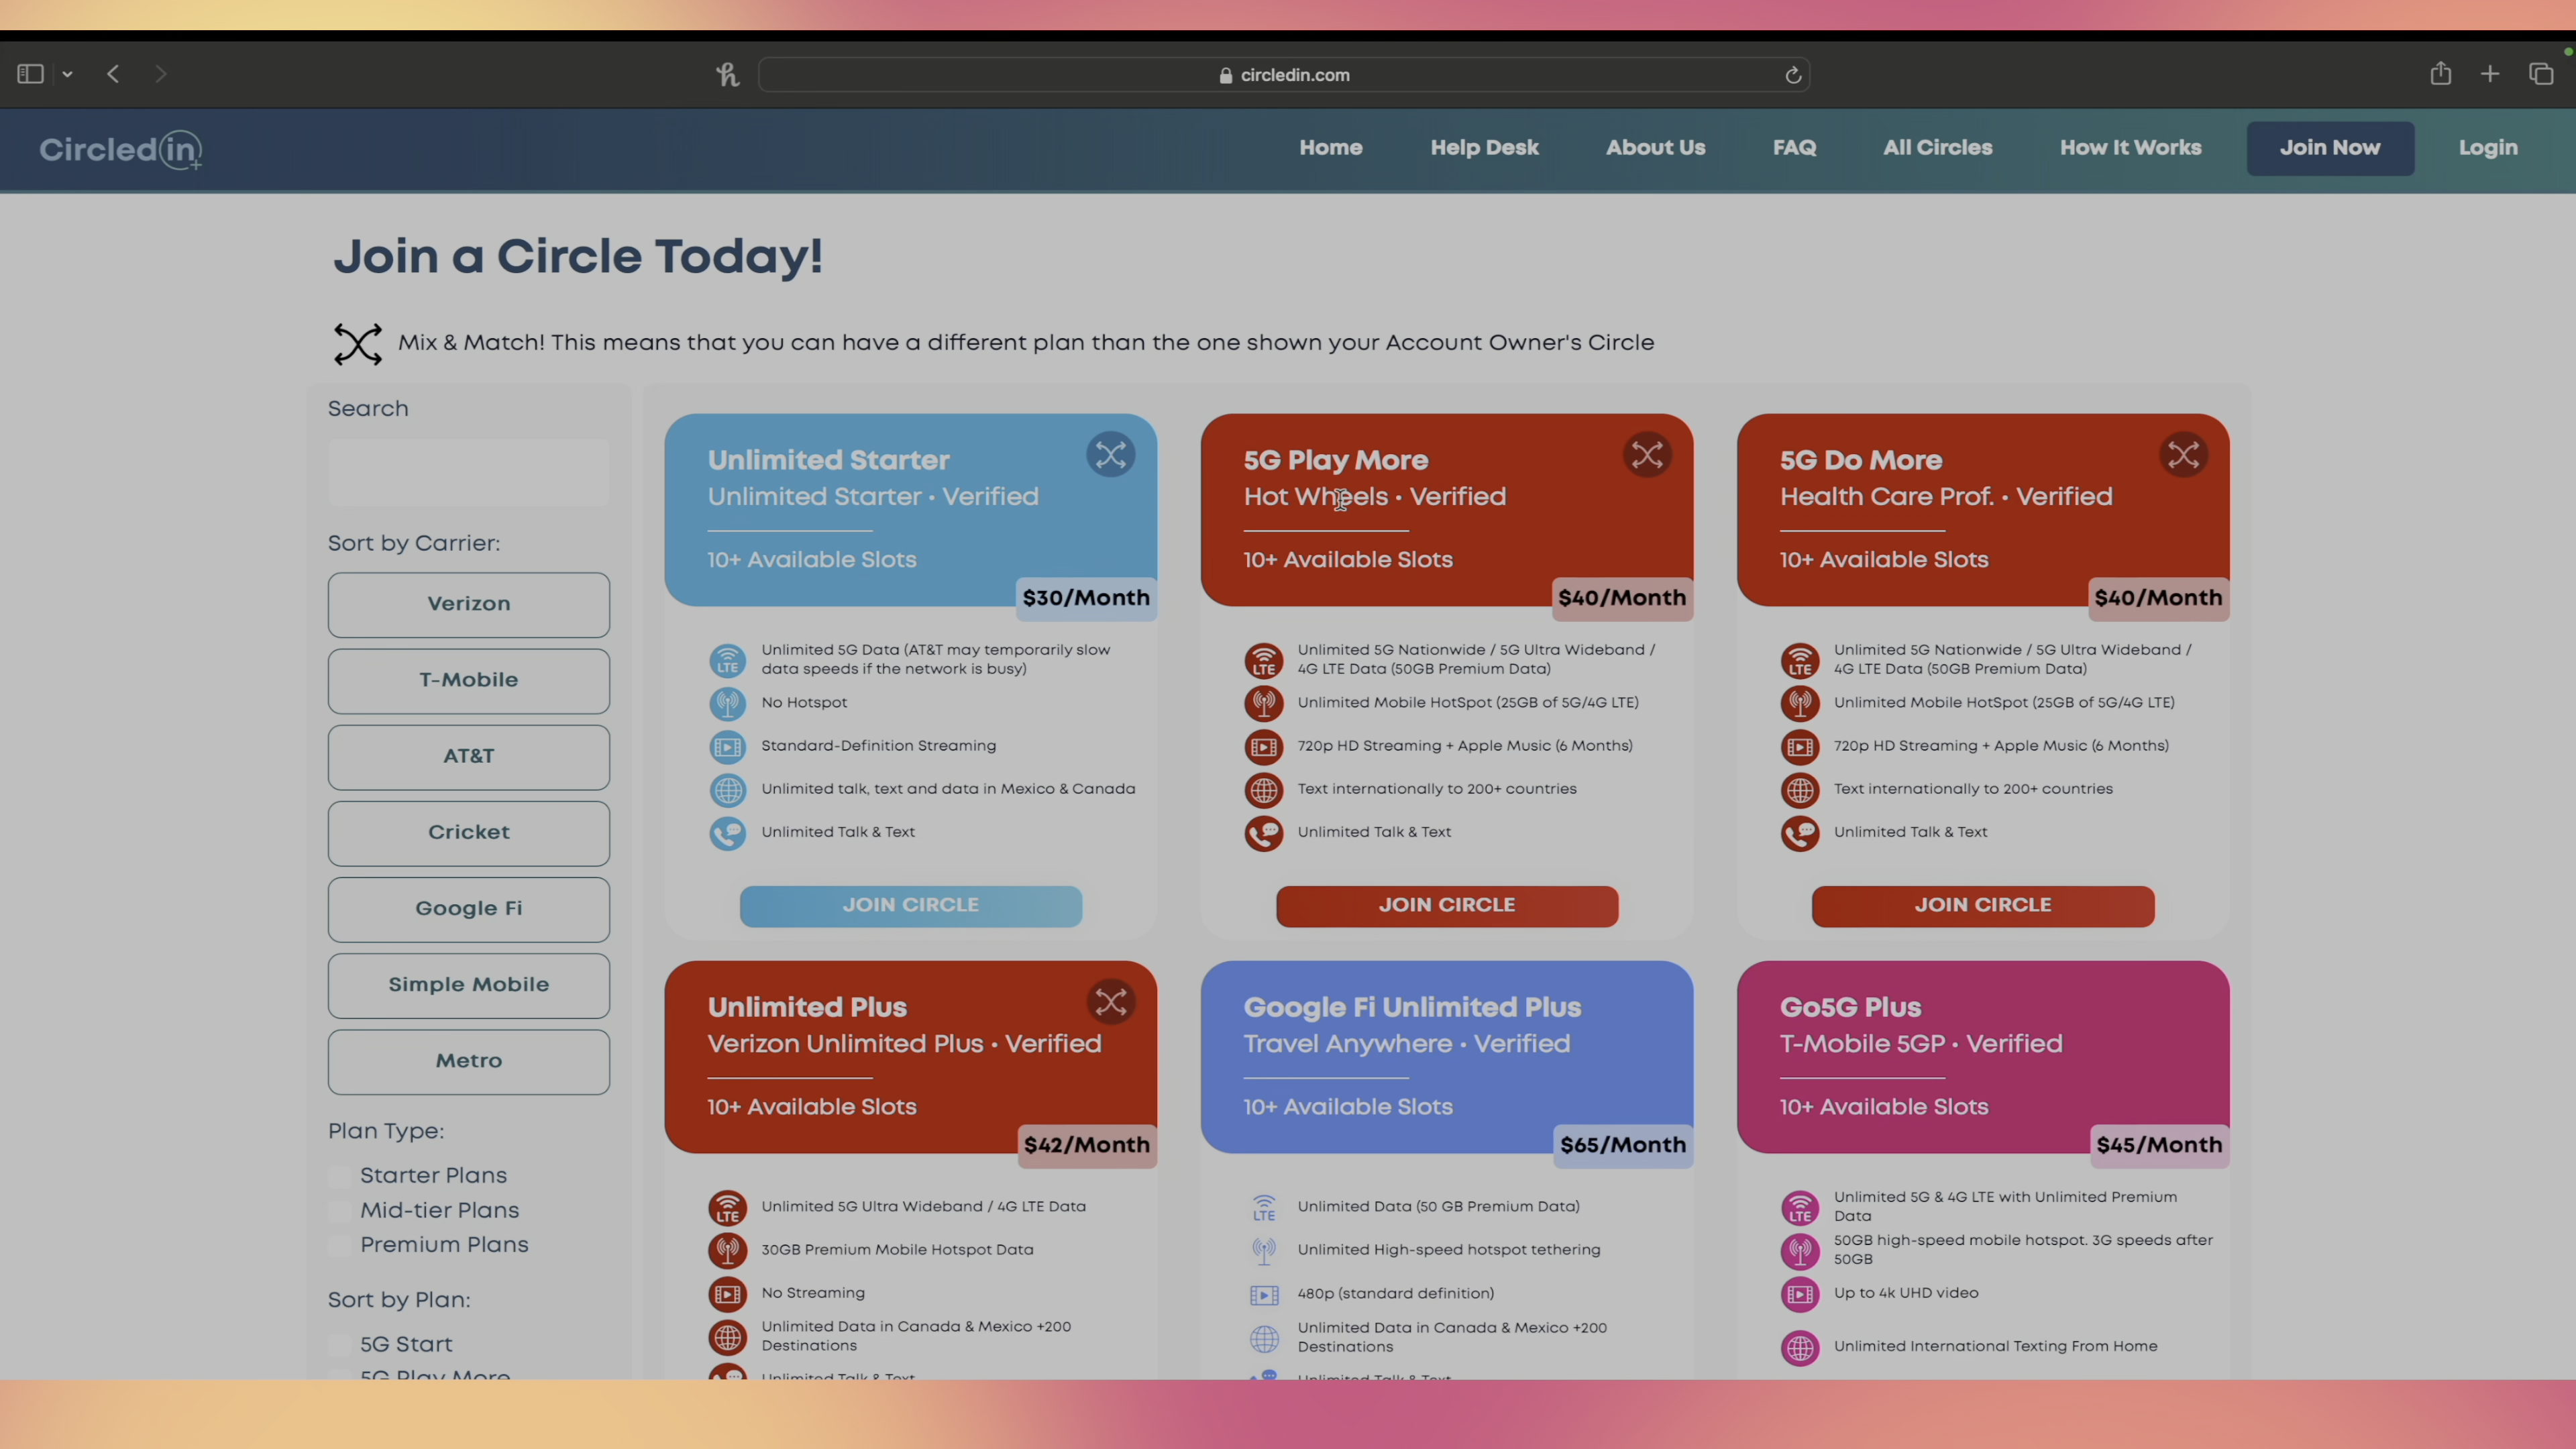 circledin.com
Circledin+
Home
Help Desk
About Us
FAQ
All Circles
How It Works
Join Now
Login
Join a Circle Today!
Mix & Match! This means that you can have a different plan than the one shown your Account Owner's Circle
Search
Sort by Carrier:
Verizon
T-Mobile
AT&T
Cricket
Google Fi
Simple Mobile
Metro
Plan Type:
Starter Plans
Mid-tier Plans
Premium Plans
Sort by Plan:
5G Start
5G Play More
Unlimited Starter
Unlimited Starter • Verified
10+ Available Slots
$30/Month
LTE
Unlimited 5G Data (AT&T may temporarily slow
data speeds if the network is busy)
No Hotspot
Standard-Definition Streaming
Unlimited talk, text and data in Mexico & Canada
Unlimited Talk & Text
JOIN CIRCLE
5G Play More
Hot Wheels • Verified
10+ Available Slots
$40/Month
LTE
Unlimited 5G Nationwide / 5G Ultra Wideband /
4G LTE Data (50GB Premium Data)
Unlimited Mobile HotSpot (25GB of 5G/4G LTE)
720p HD Streaming + Apple Music (6 Months)
Text internationally to 200+ countries
Unlimited Talk & Text
JOIN CIRCLE
5G Do More
Health Care Prof. • Verified
10+ Available Slots
$40/Month
LTE
Unlimited 5G Nationwide / 5G Ultra Wideband /
4G LTE Data (50GB Premium Data)
Unlimited Mobile HotSpot (25GB of 5G/4G LTE)
720p HD Streaming + Apple Music (6 Months)
Text internationally to 200+ countries
Unlimited Talk & Text
JOIN CIRCLE
Unlimited Plus
Verizon Unlimited Plus • Verified
10+ Available Slots
$42/Month
LTE
Unlimited 5G Ultra Wideband / 4G LTE Data
30GB Premium Mobile Hotspot Data
No Streaming
Unlimited Data in Canada & Mexico +200
Destinations
Unlimited Talk & Text
Google Fi Unlimited Plus
Travel Anywhere • Verified
10+ Available Slots
$65/Month
LTE
Unlimited Data (50 GB Premium Data)
Unlimited High-speed hotspot tethering
480p (standard definition)
Unlimited Data in Canada & Mexico +200
Destinations
Unlimited Talk & Text
Go5G Plus
T-Mobile 5GP • Verified
10+ Available Slots
$45/Month
LTE
Unlimited 5G & 4G LTE with Unlimited Premium
Data
50GB high-speed mobile hotspot. 3G speeds after
50GB
Up to 4k UHD video
Unlimited International Texting From Home